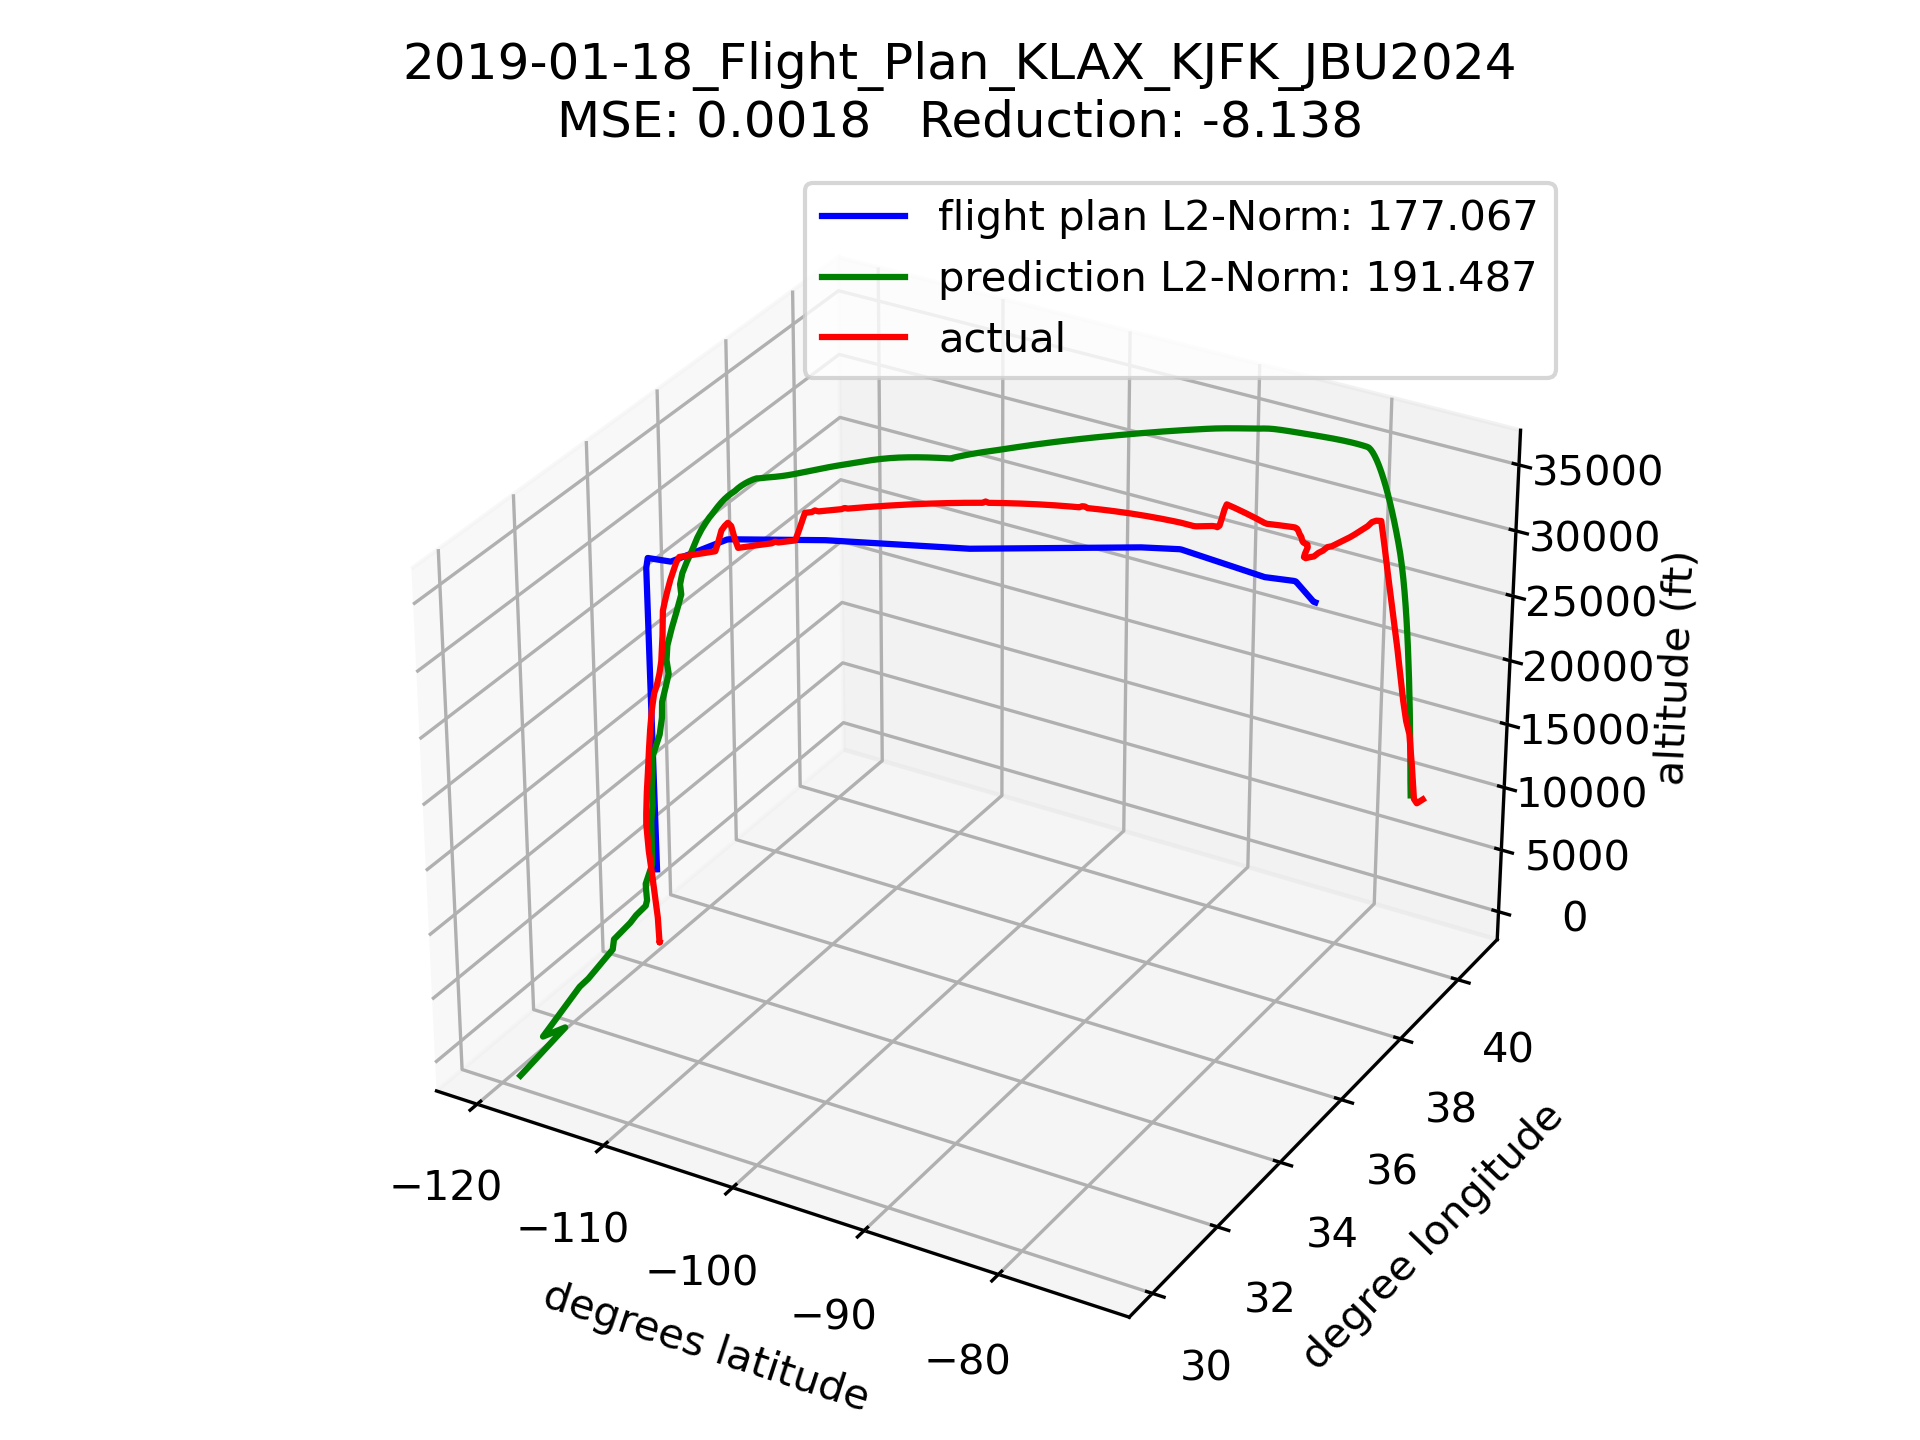 2019-01-18_Flight_Plan_KLAX_KJFK_JBU2024
MSE: 0.0018   Reduction: -8.138
flight plan L2-Norm: 177.067
prediction L2-Norm: 191.487
actual
35000
30000
25000
20000
15000
10000
5000
0
altitude (ft)
40
38
36
34
32
30
degree longitude
−120
−110
−100
−90
−80
degrees latitude